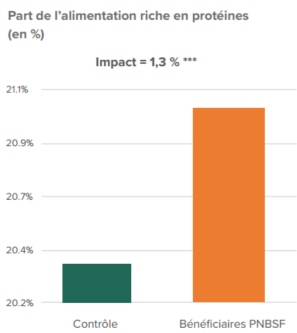 Part de l'alimentation riche en protéines
(en %)
Impact = 1,3 % ***
21.1%
20.9%
20.7%
20.4%
20.2%
Contrôle
Bénéficiaires PNBSF